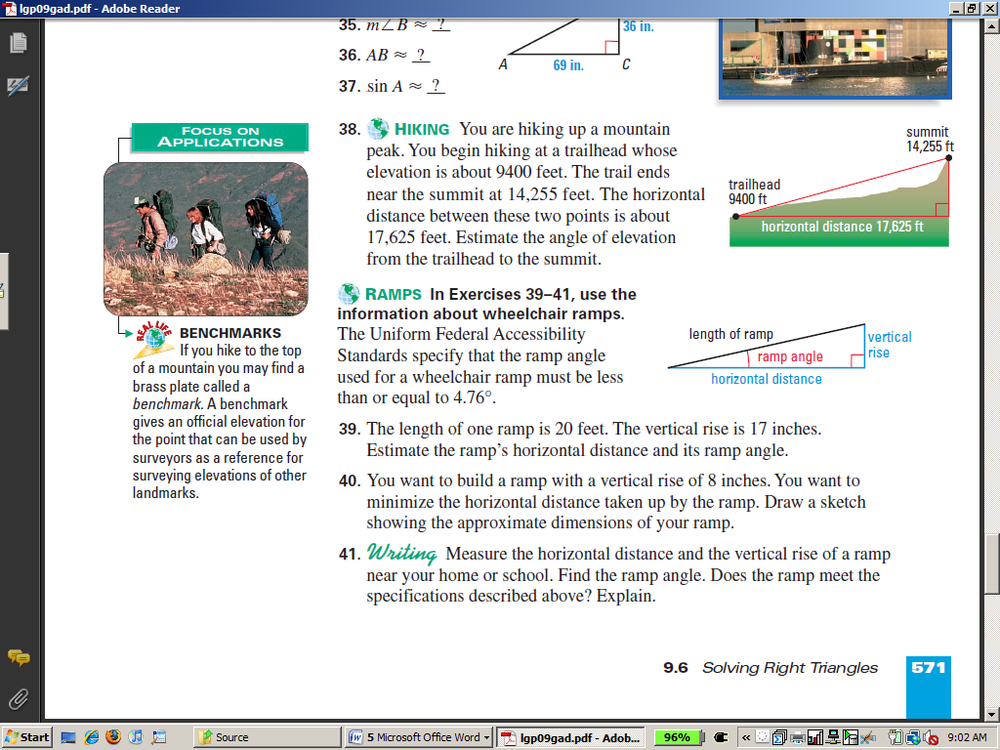 lgp09gad.pdf - Adobe Reader
35. m∠B ≈ ?
36. AB ≈ ?
37. sin A ≈ ?
36 in.
A
69 in.
C
FOCUS ON
APPLICATIONS
REAL LIFE
BENCHMARKS
If you hike to the top
of a mountain you may find a
brass plate called a
benchmark. A benchmark
gives an official elevation for
the point that can be used by
surveyors as a reference for
surveying elevations of other
landmarks.
38. HIKING You are hiking up a mountain
peak. You begin hiking at a trailhead whose
elevation is about 9400 feet. The trail ends
near the summit at 14,255 feet. The horizontal
distance between these two points is about
17,625 feet. Estimate the angle of elevation
from the trailhead to the summit.
summit
14,255 ft
trailhead
9400 ft
horizontal distance 17,625 ft
RAMPS In Exercises 39–41, use the
information about wheelchair ramps.
The Uniform Federal Accessibility
Standards specify that the ramp angle
used for a wheelchair ramp must be less
than or equal to 4.76°.
length of ramp
vertical
rise
ramp angle
horizontal distance
39. The length of one ramp is 20 feet. The vertical rise is 17 inches.
Estimate the ramp's horizontal distance and its ramp angle.
40. You want to build a ramp with a vertical rise of 8 inches. You want to
minimize the horizontal distance taken up by the ramp. Draw a sketch
showing the approximate dimensions of your ramp.
41. Writing Measure the horizontal distance and the vertical rise of a ramp
near your home or school. Find the ramp angle. Does the ramp meet the
specifications described above? Explain.
9.6 Solving Right Triangles
571
Start
Source
5 Microsoft Office Word
lgp09gad.pdf - Adob...
96%
«
9:02 AM